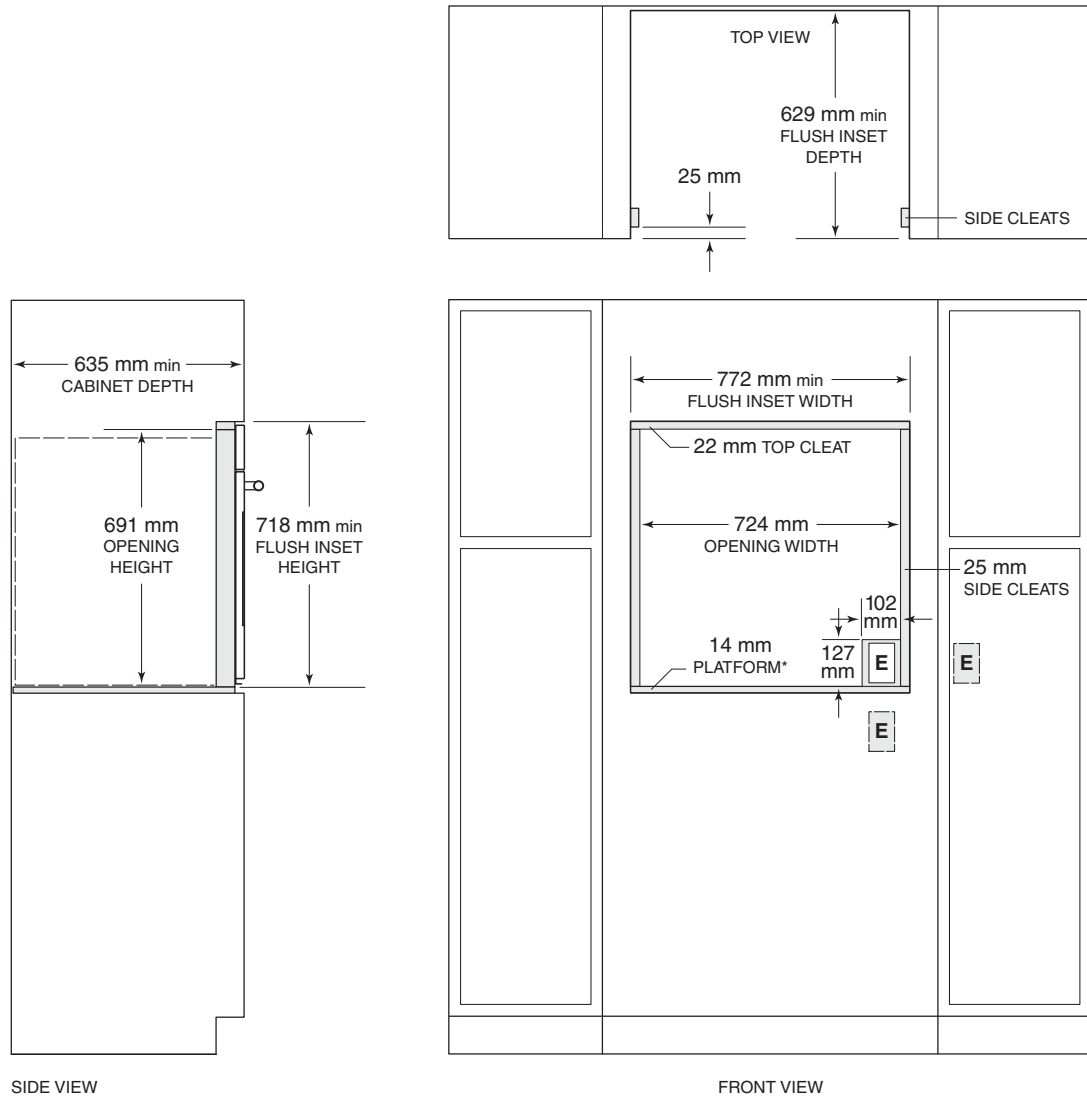 TOP VIEW
629 mm min
FLUSH INSET
DEPTH
25 mm
SIDE CLEATS
635 mm min
CABINET DEPTH
691 mm
OPENING
HEIGHT
718 mm min
FLUSH INSET
HEIGHT
772 mm min
FLUSH INSET WIDTH
22 mm TOP CLEAT
724 mm
OPENING WIDTH
25 mm
SIDE CLEATS
102
mm
14 mm
PLATFORM*
127
mm
E
E
E
SIDE VIEW
FRONT VIEW